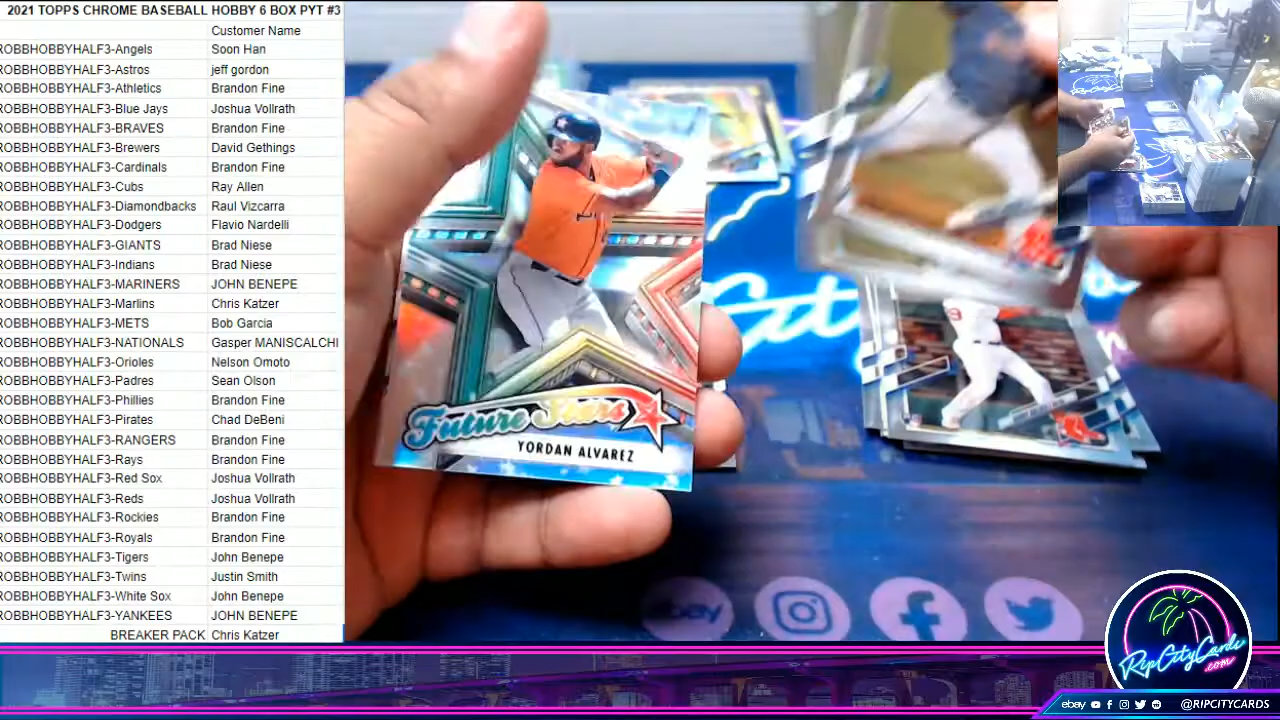 2021 TOPPS CHROME BASEBALL HOBBY 6 BOX PYT #3
Customer Name
ROBBHOBBYHALF3-Angels Soon Han
ROBBHOBBYHALF3-Astros jeff gordon
ROBBHOBBYHALF3-Athletics Brandon Fine
ROBBHOBBYHALF3-Blue Jays Joshua Vollrath
ROBBHOBBYHALF3-BRAVES Brandon Fine
ROBBHOBBYHALF3-Brewers David Gethings
ROBBHOBBYHALF3-Cardinals Brandon Fine
ROBBHOBBYHALF3-Cubs Ray Allen
ROBBHOBBYHALF3-Diamondbacks Raul Vizcarra
ROBBHOBBYHALF3-Dodgers Flavio Nardelli
ROBBHOBBYHALF3-GIANTS Brad Niese
ROBBHOBBYHALF3-Indians Brad Niese
ROBBHOBBYHALF3-MARINERS JOHN BENEPE
ROBBHOBBYHALF3-Marlins Chris Katzer
ROBBHOBBYHALF3-METS Bob Garcia
ROBBHOBBYHALF3-NATIONALS Gasper MANISCALCHI
ROBBHOBBYHALF3-Orioles Nelson Omoto
ROBBHOBBYHALF3-Padres Sean Olson
ROBBHOBBYHALF3-Phillies Brandon Fine
ROBBHOBBYHALF3-Pirates Chad DeBeni
ROBBHOBBYHALF3-RANGERS Brandon Fine
ROBBHOBBYHALF3-Rays Brandon Fine
ROBBHOBBYHALF3-Red Sox Joshua Vollrath
ROBBHOBBYHALF3-Reds Joshua Vollrath
ROBBHOBBYHALF3-Rockies Brandon Fine
ROBBHOBBYHALF3-Royals Brandon Fine
ROBBHOBBYHALF3-Tigers John Benepe
ROBBHOBBYHALF3-Twins Justin Smith
ROBBHOBBYHALF3-White Sox John Benepe
ROBBHOBBYHALF3-YANKEES JOHN BENEPE
BREAKER PACK Chris Katzer
Future Stars
YORDAN ALVAREZ
City
ebay
RipCityCards
.com
ebay @RIPCITYCARDS